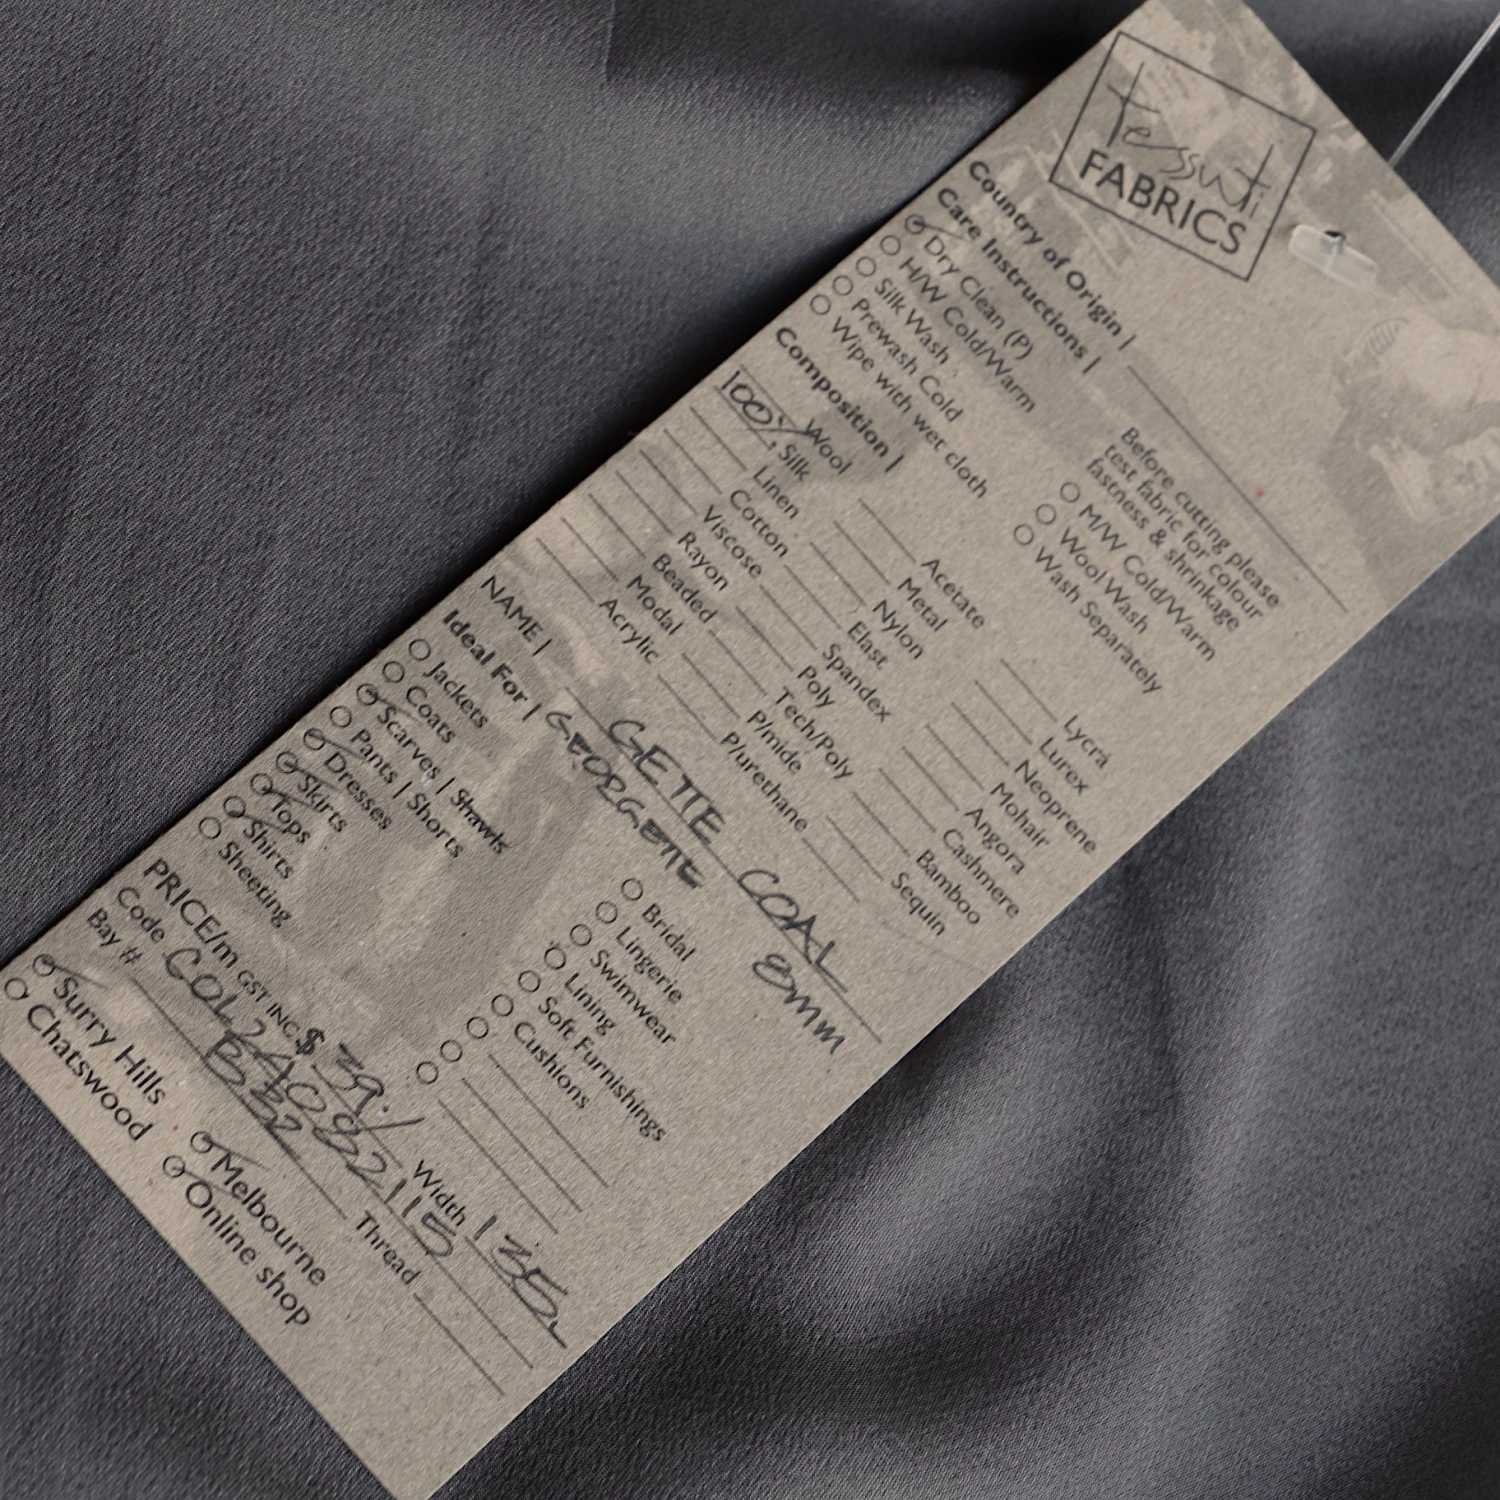 tessuti
FABRICS
Country of Origin |
Care Instructions |
Dry Clean (P)
H/W Cold/Warm
Silk Wash
Prewash Cold
Wipe with wet cloth
Before cutting please
test fabric for colour
fastness & shrinkage
M/W Cold/Warm
Wool Wash
Wash Separately
Composition |
Wool
100% Silk
Linen
Cotton
Viscose
Rayon
Beaded
Modal
Acrylic
Acetate
Metal
Nylon
Elast
Spandex
Poly
Tech/Poly
P/mide
P/urethane
Lycra
Lurex
Neoprene
Mohair
Angora
Cashmere
Bamboo
Sequin
NAME | GETTE COAL
Ideal For | GEORGETTE 8mm
Jackets
Coats
Scarves | Shawls
Pants | Shorts
Dresses
Skirts
Tops
Shirts
Sheeting
Bridal
Lingerie
Swimwear
Lining
Soft Furnishings
Cushions
PRICE/m GST INC. $ 39./ Width 135
Code COL24082115
Bay # B32 Thread
Surry Hills
Chatswood
Melbourne
Online shop